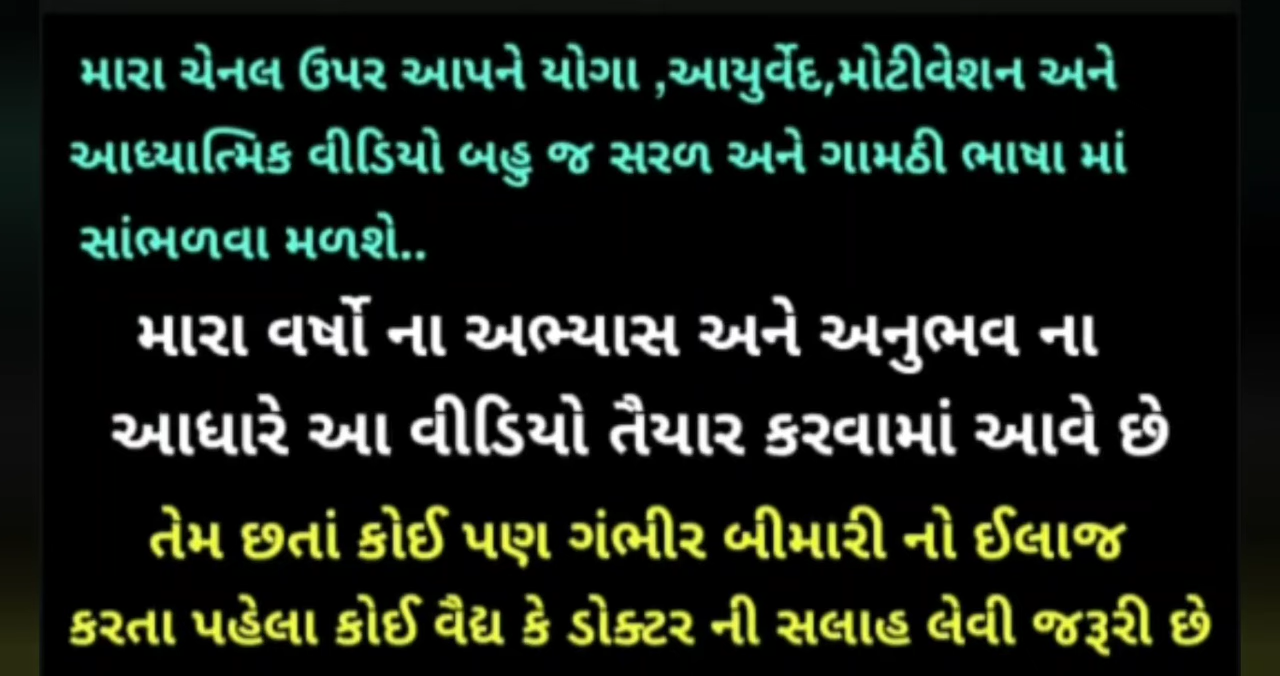 મારા ચેનલ ઉપર આપને યોગા ,આયુર્વેદ,મોટીવેશન અને
આધ્યાત્મિક વીડિયો બહુ જ સરળ અને ગામઠી ભાષા માં
સાંભળવા મળશે..
મારા વર્ષો ના અભ્યાસ અને અનુભવ ના
આધારે આ વીડિયો તૈયાર કરવામાં આવે છે
તેમ છતાં કોઈ પણ ગંભીર બીમારી નો ઈલાજ
કરતા પહેલા કોઈ વૈદ્ય કે ડોક્ટર ની સલાહ લેવી જરૂરી છે